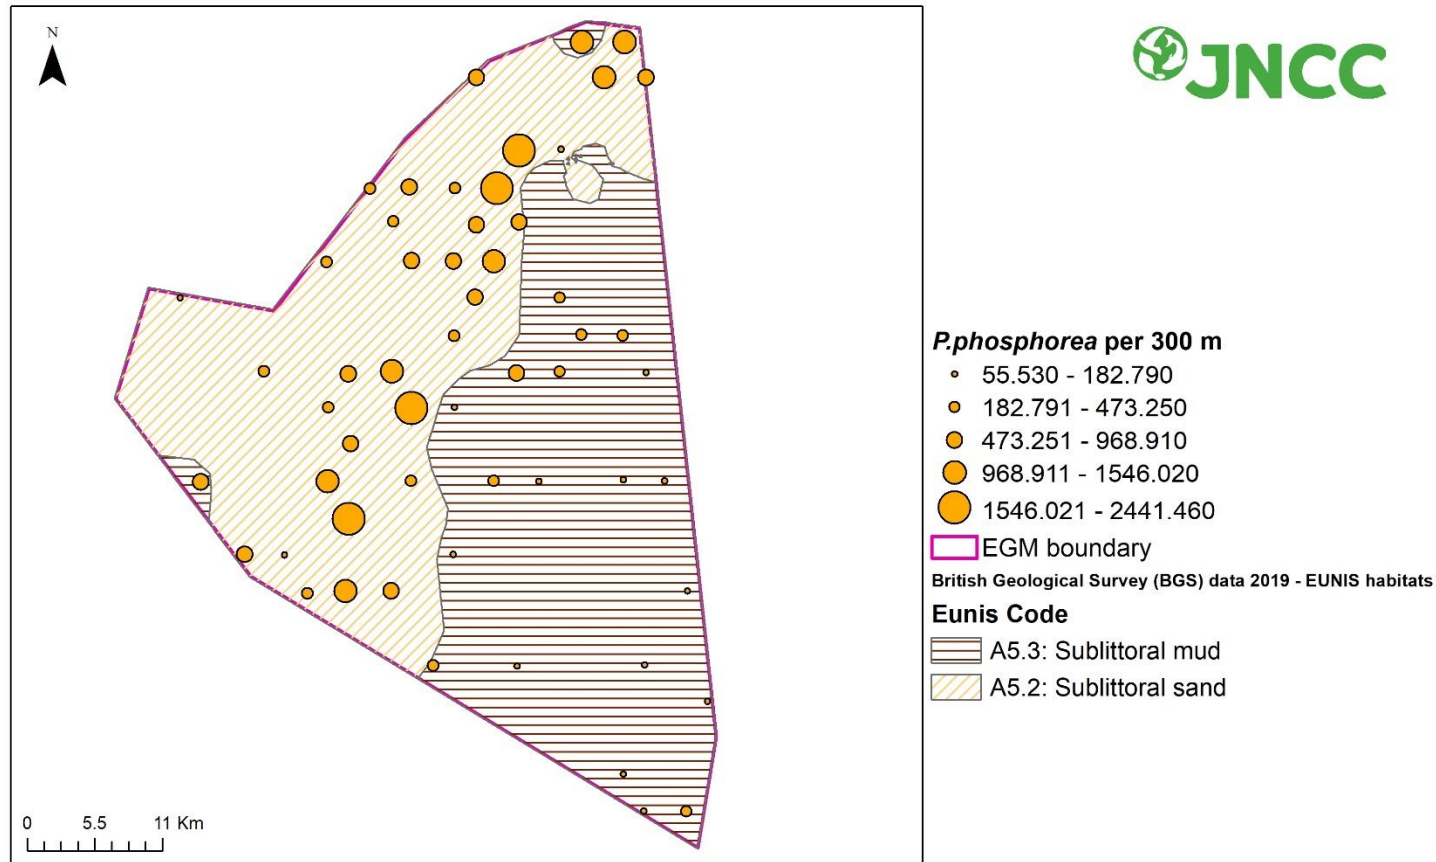 N
JNCC
P.phosphorea per 300 m
55.530 - 182.790
182.791 - 473.250
473.251 - 968.910
968.911 - 1546.020
1546.021 - 2441.460
EGM boundary
British Geological Survey (BGS) data 2019 - EUNIS habitats
Eunis Code
A5.3: Sublittoral mud
A5.2: Sublittoral sand
0 5.5 11 Km